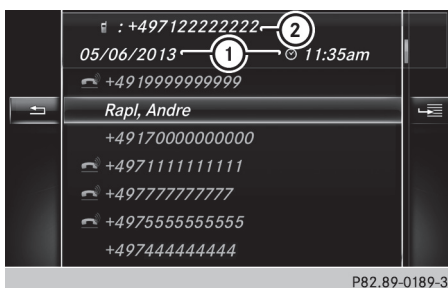 : +497122222222 2
05/06/2013 1 11:35am
+4919999999999
Rapl, Andre
+49170000000000
+4971111111111
+497777777777
+4975555555555
+497444444444
P82.89-0189-31